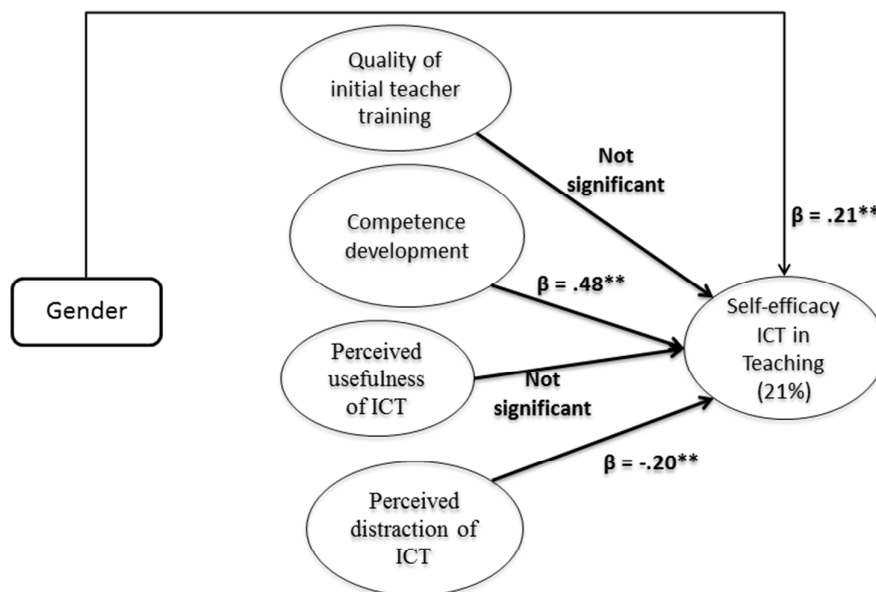 Quality of
initial teacher
training
Not
significant
Competence
development
β = .21**
β = .48**
Gender
Self-efficacy
ICT in
Teaching
(21%)
Perceived
usefulness
of ICT
Not
significant
β = -.20**
Perceived
distraction of
ICT